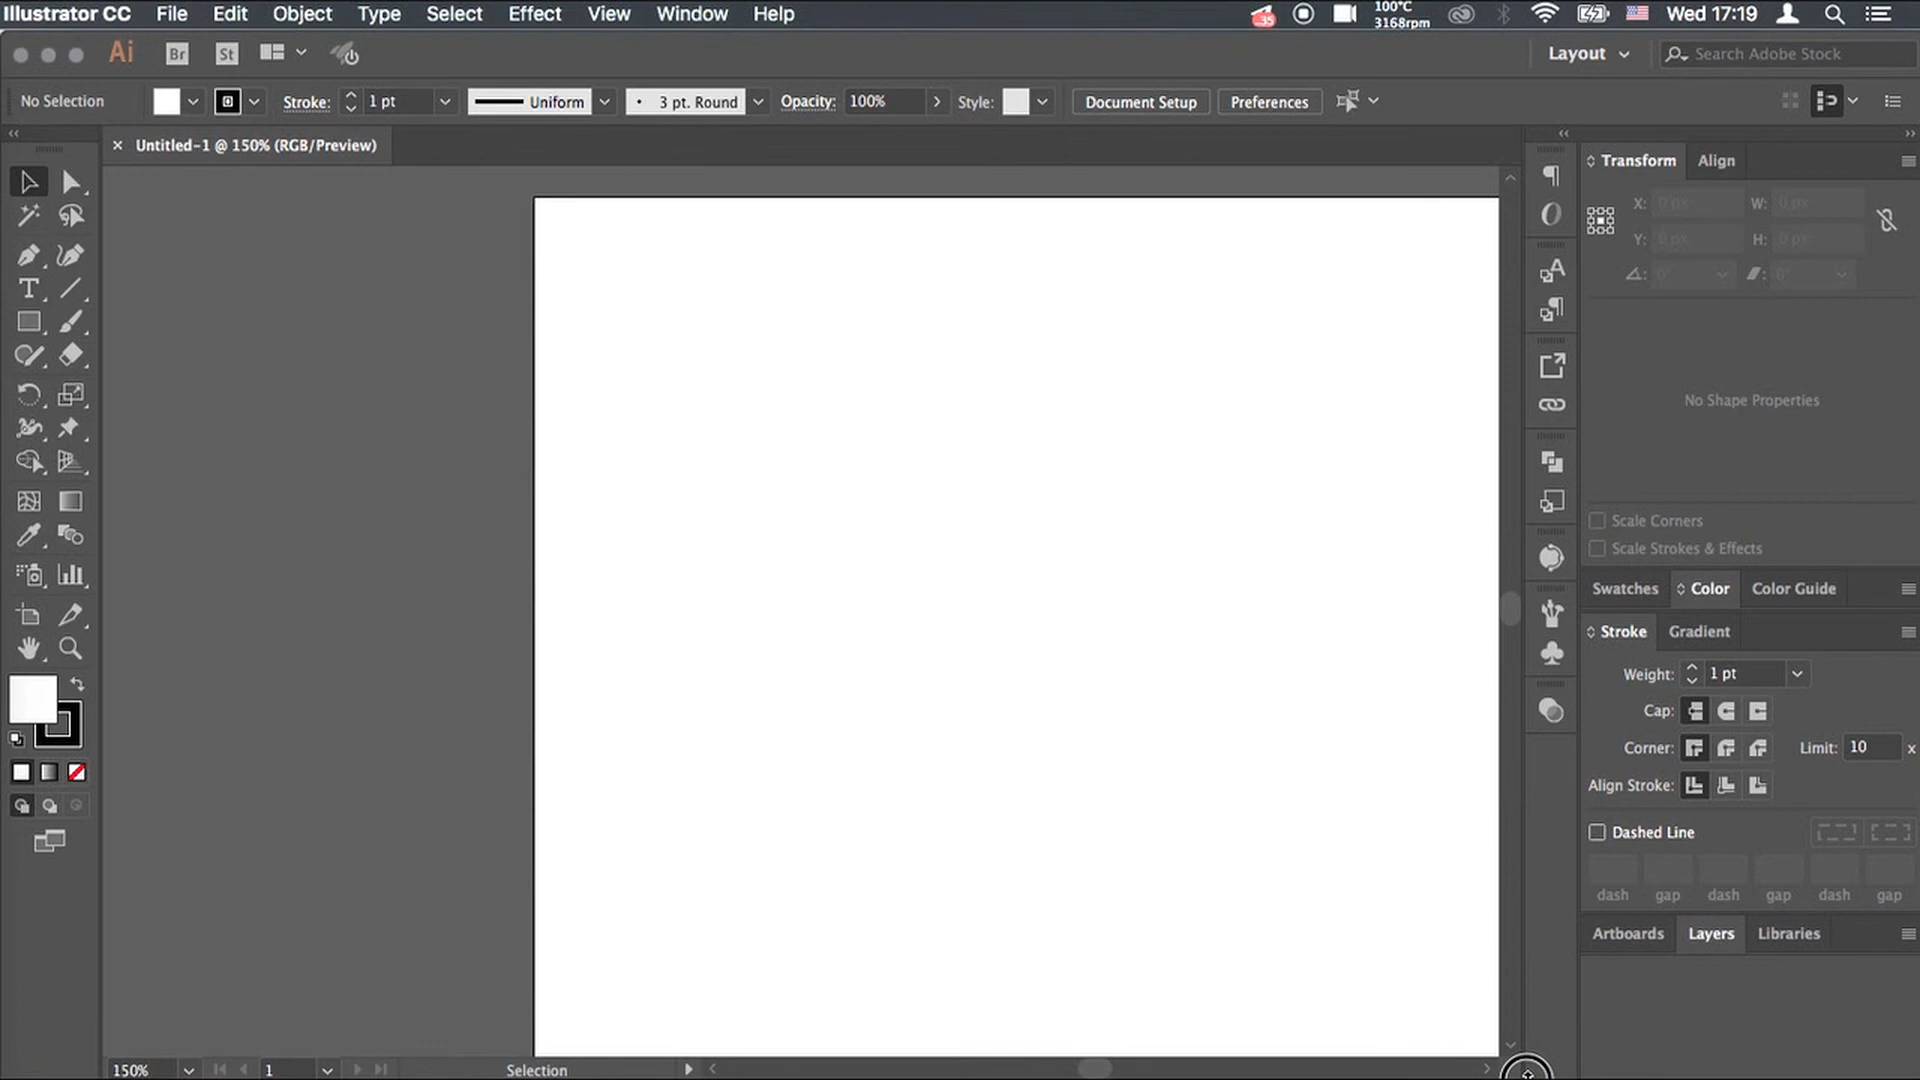 Illustrator CC File Edit Object Type Select Effect View Window Help 35 100°C 3168rpm Wed 17:19
Ai Br St Layout Search Adobe Stock
No Selection Stroke: 1 pt Uniform 3 pt. Round Opacity: 100% Style: Document Setup Preferences
Untitled-1 @ 150% (RGB/Preview)
Transform Align
X: 0 px W: 0 px
Y: 0 px H: 0 px
0° 0°
No Shape Properties
Scale Corners
Scale Strokes & Effects
Swatches Color Color Guide
Stroke Gradient
Weight: 1 pt
Cap:
Corner: Limit: 10 x
Align Stroke:
Dashed Line
dash gap dash gap dash gap
Artboards Layers Libraries
150% 1 Selection